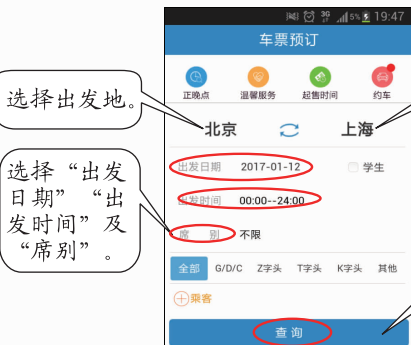 3G 5% 19:47
车票预订
正晚点 温馨服务 起售时间 约车
选择出发地。
北京 上海
选择“出发
日期”“出
发时间”及
“席别”。
出发日期 2017-01-12 学生
出发时间 00:00--24:00
席 别 不限
全部 G/D/C Z字头 T字头 K字头 其他
乘客
查询